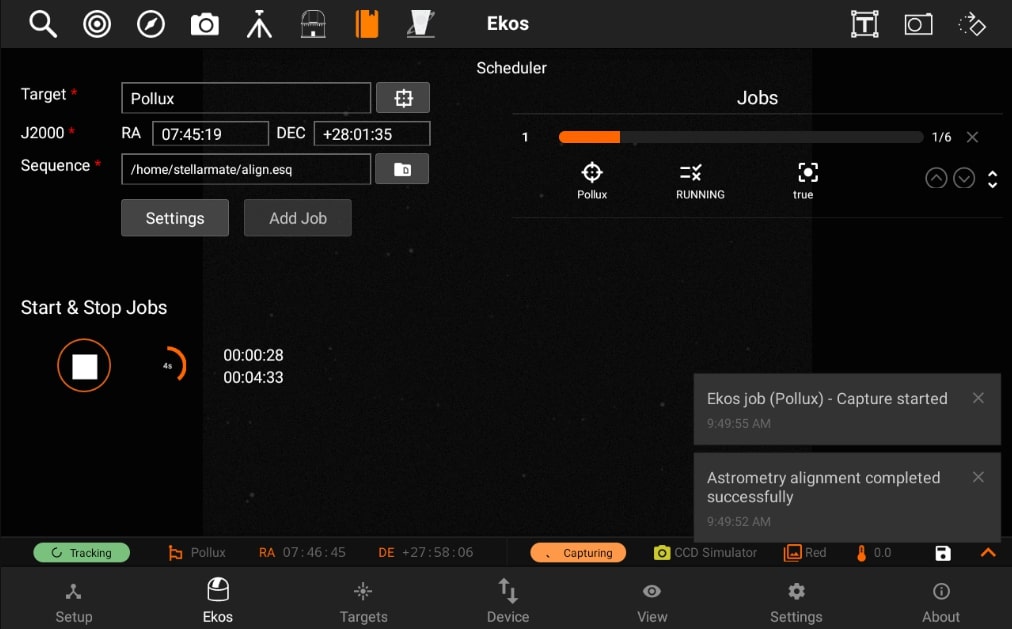 Ekos
Scheduler
Target *
Pollux
J2000 *
RA
07:45:19
DEC
+28:01:35
Sequence *
/home/stellarmate/align.esq
Settings
Add Job
Jobs
1
1/6
Pollux
RUNNING
true
Start & Stop Jobs
4s
00:00:28
00:04:33
Ekos job (Pollux) - Capture started
9:49:55 AM
Astrometry alignment completed
successfully
9:49:52 AM
Tracking
Pollux
RA 07:46:45
DE +27:58:06
Capturing
CCD Simulator
Red
0.0
Setup
Ekos
Targets
Device
View
Settings
About